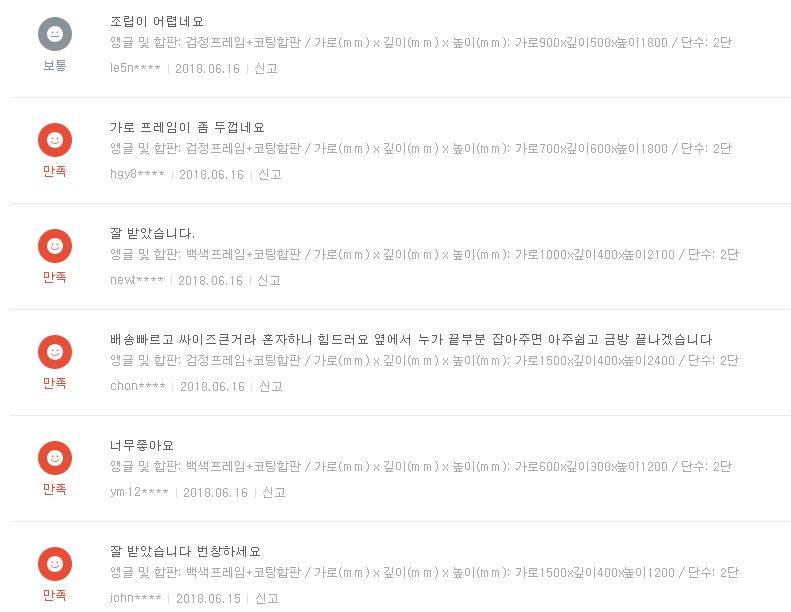 조립이 어렵네요
앵글 및 합판: 검정프레임+코팅합판 / 가로(mm) x 깊이(mm) x 높이(mm): 가로900x깊이500x높이1800 / 단수: 2단
보통
le5n**** | 2018.06.16 | 신고
가로 프레임이 좀 두껍네요
앵글 및 합판: 검정프레임+코팅합판 / 가로(mm) x 깊이(mm) x 높이(mm): 가로700x깊이600x높이1800 / 단수: 2단
만족
hgy8**** | 2018.06.16 | 신고
잘 받았습니다.
앵글 및 합판: 백색프레임+코팅합판 / 가로(mm) x 깊이(mm) x 높이(mm): 가로1000x깊이400x높이2100 / 단수: 2단
만족
newt**** | 2018.06.16 | 신고
배송빠르고 싸이즈큰거라 혼자하니 힘드러요 옆에서 누가 끝부분 잡아주면 아주쉽고 금방 끝나겠습니다
앵글 및 합판: 검정프레임+코팅합판 / 가로(mm) x 깊이(mm) x 높이(mm): 가로1500x깊이400x높이2400 / 단수: 2단
만족
chon**** | 2018.06.16 | 신고
너무좋아요
앵글 및 합판: 백색프레임+코팅합판 / 가로(mm) x 깊이(mm) x 높이(mm): 가로600x깊이300x높이1200 / 단수: 2단
만족
ym12**** | 2018.06.16 | 신고
잘 받았습니다 번챵하세요
앵글 및 합판: 백색프레임+코팅합판 / 가로(mm) x 깊이(mm) x 높이(mm): 가로1500x깊이400x높이1200 / 단수: 2단
만족
john**** | 2018.06.15 | 신고